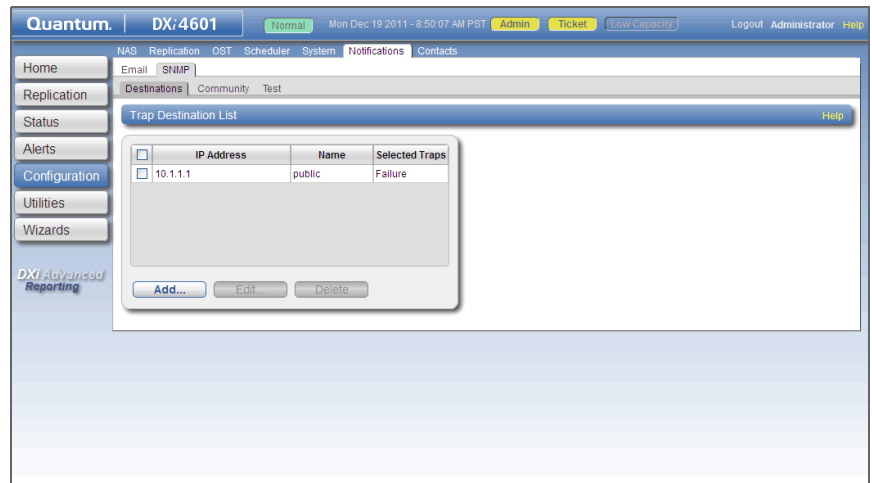 Quantum. DXi4601 Normal Mon Dec 19 2011 - 8:50:07 AM PST Admin Ticket Low Capacity Logout Administrator Help
NAS Replication OST Scheduler System Notifications Contacts
Email SNMP
Destinations Community Test
Home
Replication
Status
Alerts
Configuration
Utilities
Wizards
DXi Advanced
Reporting
Trap Destination List Help
IP Address Name Selected Traps
10.1.1.1 public Failure
Add... Edit Delete